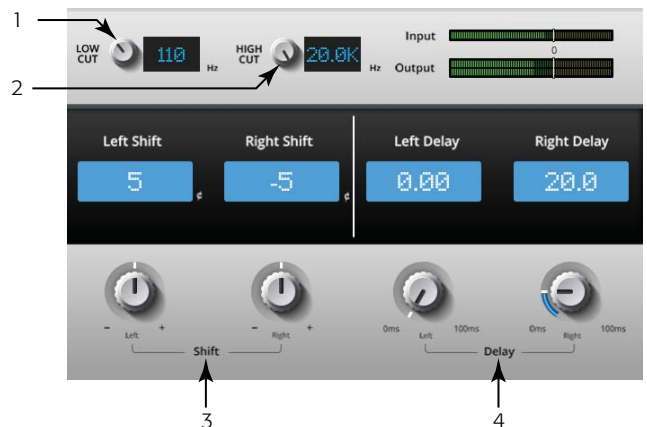 1
LOW CUT 110 Hz
HIGH CUT 20.0K Hz
Input
0
Output
2
Left Shift Right Shift Left Delay Right Delay
5 ¢ -5 ¢ 0.00 20.0
- Left + - Right + 0ms Left 100ms 0ms Right 100ms
Shift Delay
3 4